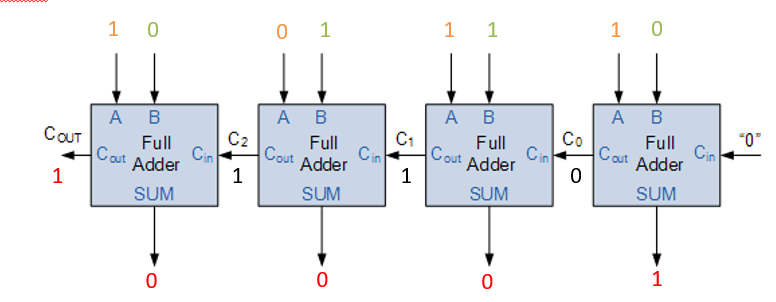 1 0 0 1 1 1 1 0
A B A B A B A B
COUT C2 C1 C0 "0"
Cout Full Adder Cin Cout Full Adder Cin Cout Full Adder Cin Cout Full Adder Cin
1 1 1 0
SUM SUM SUM SUM
0 0 0 1